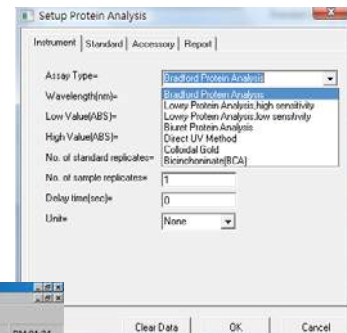 Setup Protein Analysis
Instrument | Standard | Accessory | Report
Assay Type= Bradford Protein Analysis
Bradford Protein Analysis
Wavelength(nm)=
Lowry Protein Analysis,high sensitivity
Lowry Protein Analysis,low sensitivity
Low Value(ABS)=
Biuret Protein Analysis
Direct UV Method
High Value(ABS)=
Colloidal Gold
Bicinchoninate(BCA)
No. of standard replicates=
No. of sample replicates= 1
Delay time(sec)= 0
Unit= None
Clear Data OK Cancel